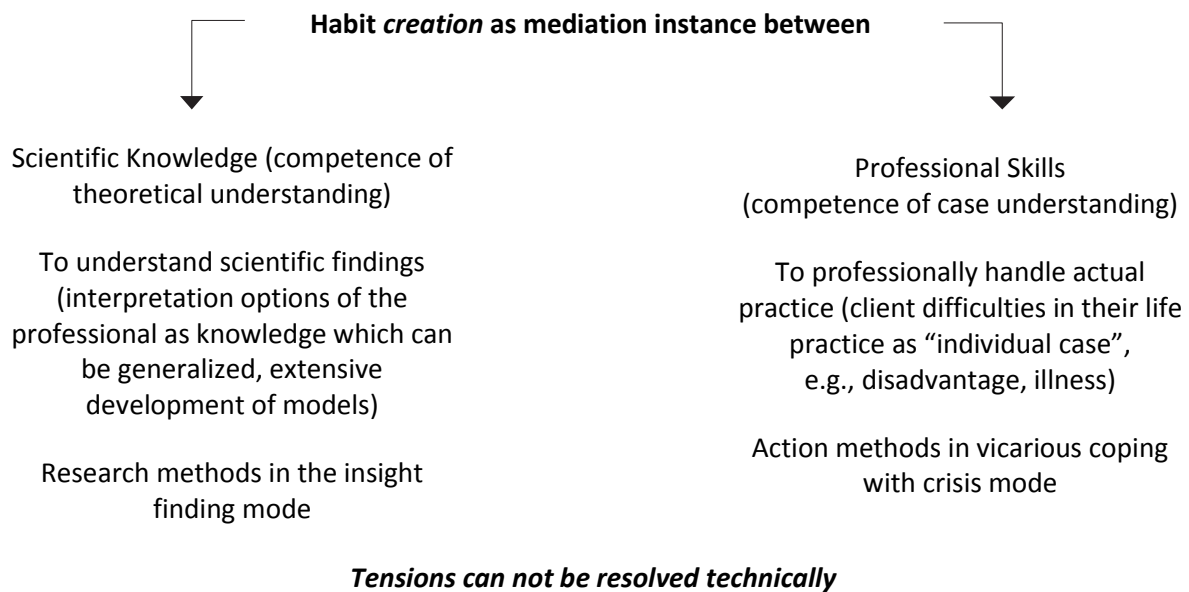 Habit creation as mediation instance between
Scientific Knowledge (competence of
theoretical understanding)
To understand scientific findings
(interpretation options of the
professional as knowledge which can
be generalized, extensive
development of models)
Research methods in the insight
finding mode
Professional Skills
(competence of case understanding)
To professionally handle actual
practice (client difficulties in their life
practice as “individual case”,
e.g., disadvantage, illness)
Action methods in vicarious coping
with crisis mode
Tensions can not be resolved technically